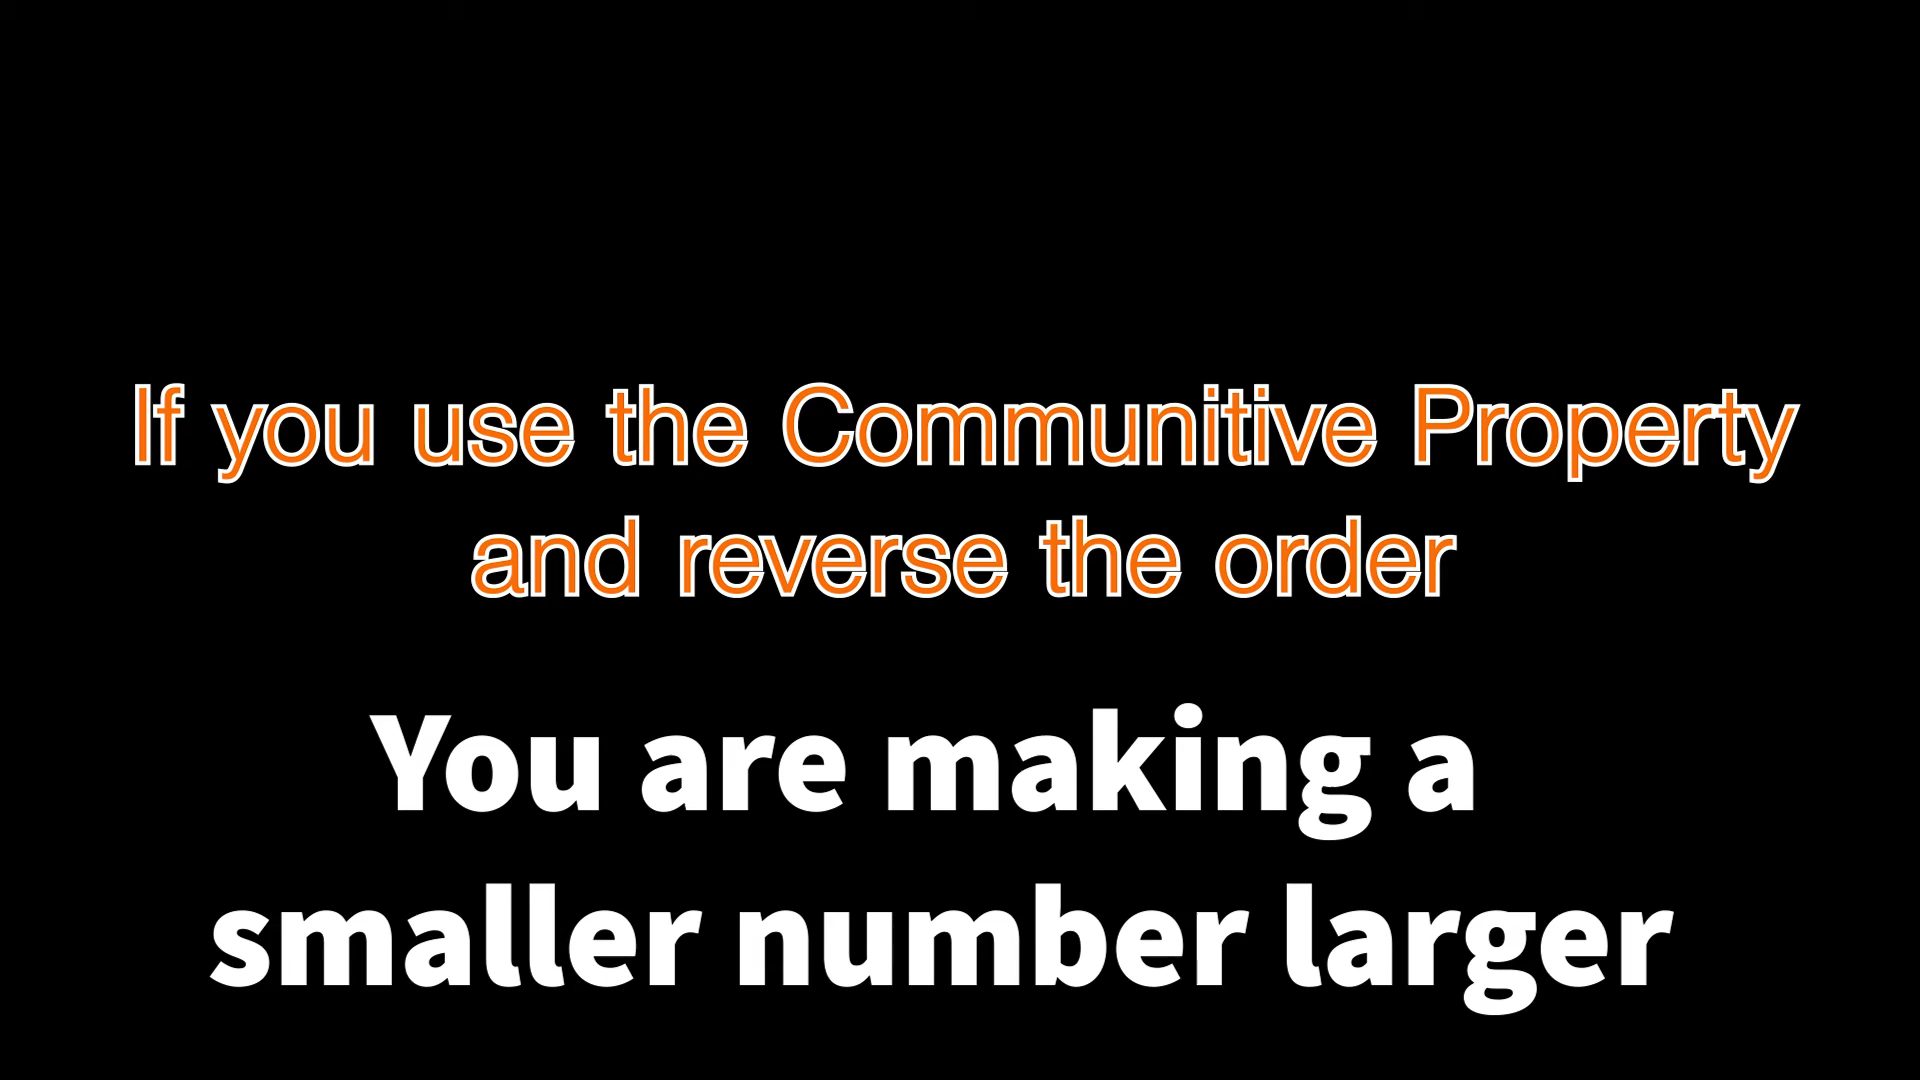 If you use the Communitive Property
and reverse the order
You are making a
smaller number larger